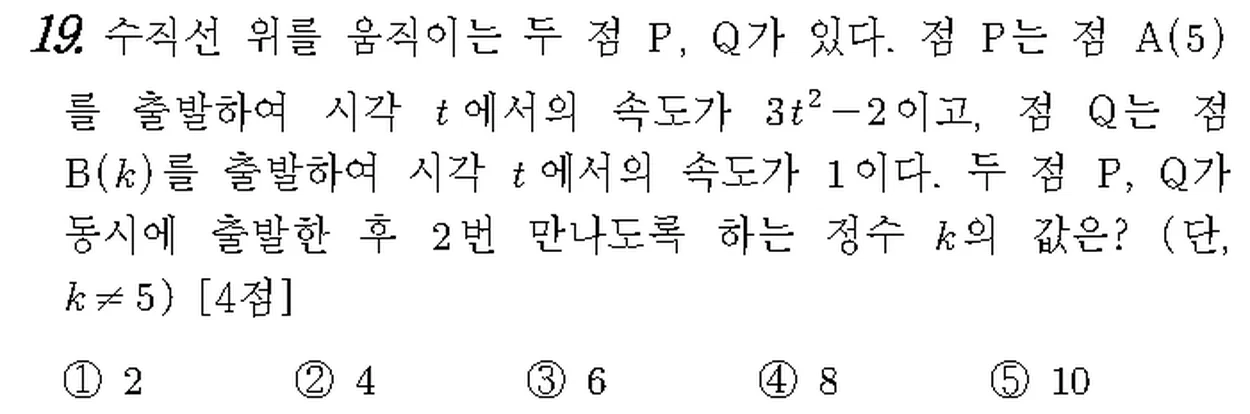 19. 수직선 위를 움직이는 두 점 P, Q가 있다. 점 P는 점 A(5)
를 출발하여 시각 t에서의 속도가 3t²−2이고, 점 Q는 점
B(k)를 출발하여 시각 t에서의 속도가 1이다. 두 점 P, Q가
동시에 출발한 후 2번 만나도록 하는 정수 k의 값은? (단,
k≠5) [4점]
① 2 ② 4 ③ 6 ④ 8 ⑤ 10